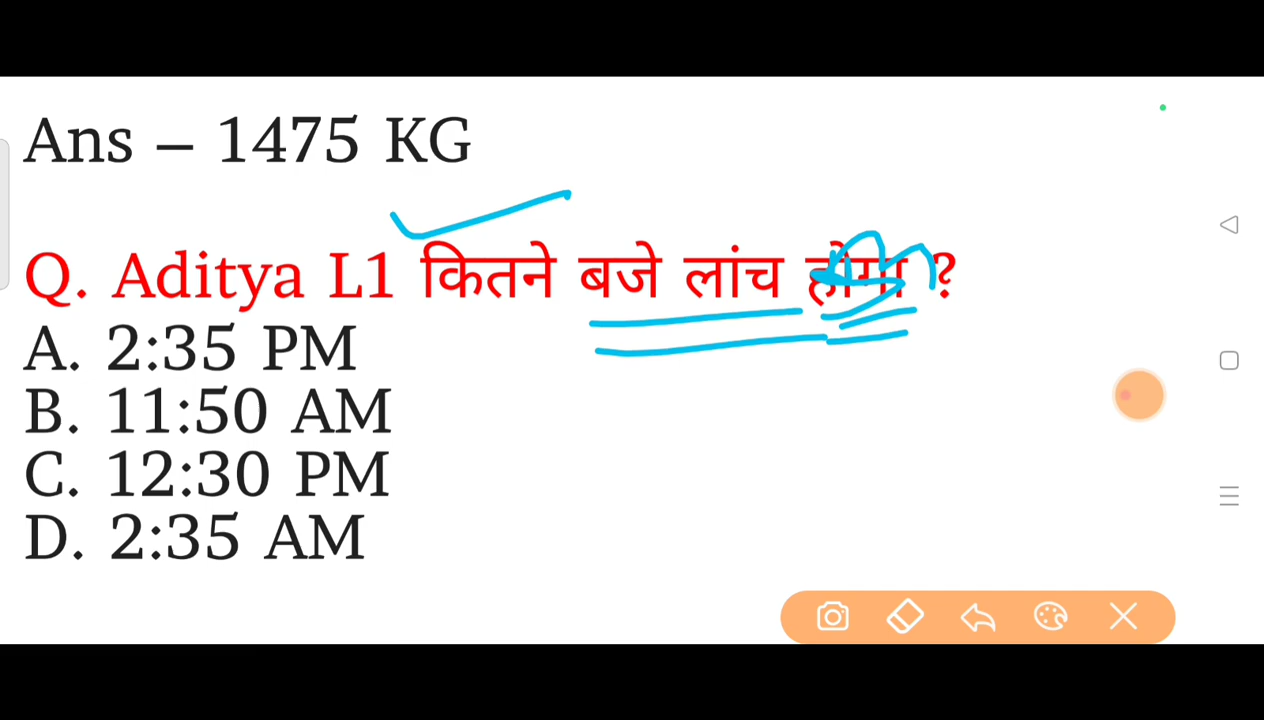 Ans – 1475 KG
Q. Aditya L1 कितने बजे लांच होगा ?
A. 2:35 PM
B. 11:50 AM
C. 12:30 PM
D. 2:35 AM